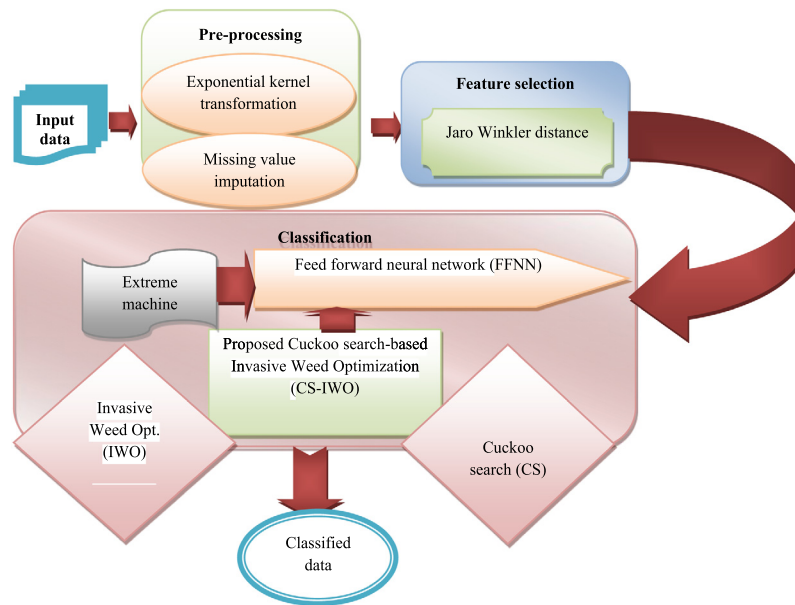 Pre-processing
Exponential kernel
transformation
Missing value
imputation
Input
data
Feature selection
Jaro Winkler distance
Classification
Feed forward neural network (FFNN)
Extreme
machine
Proposed Cuckoo search-based
Invasive Weed Optimization
(CS-IWO)
Invasive
Weed Opt.
(IWO)
Cuckoo
search (CS)
Classified
data